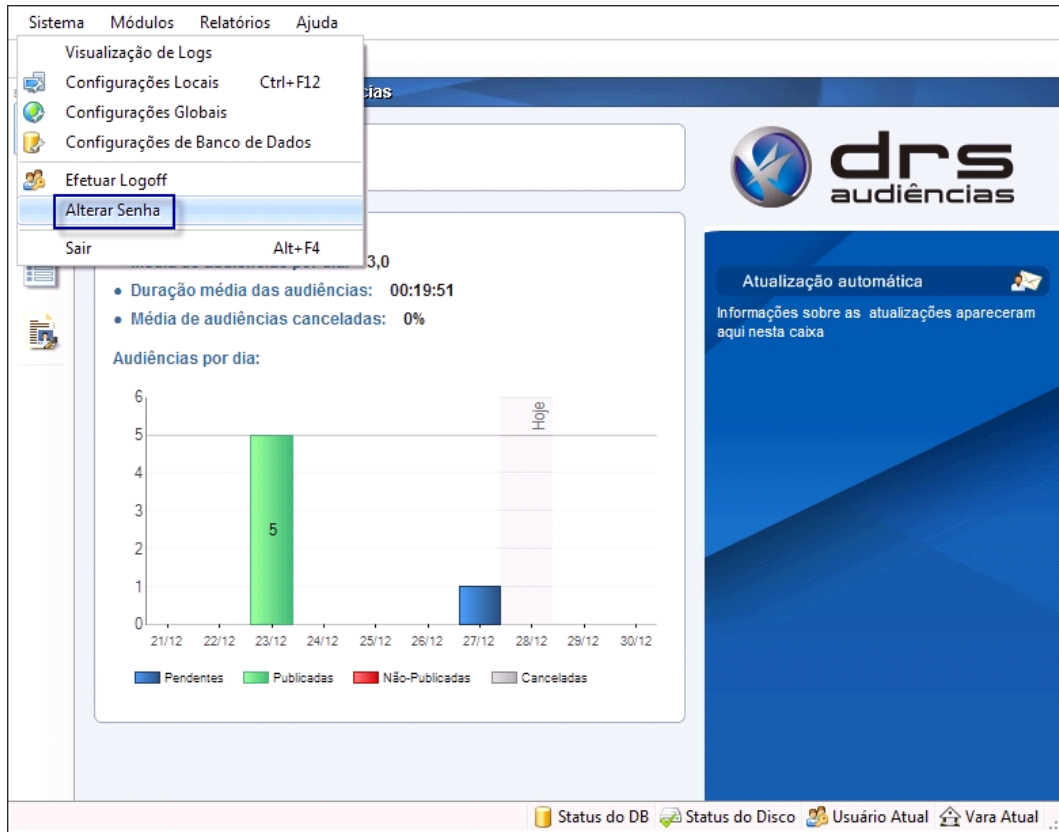 Sistema Módulos Relatórios Ajuda
Visualização de Logs
Configurações Locais Ctrl+F12
Configurações Globais
Configurações de Banco de Dados
Efetuar Logoff
Alterar Senha
Sair Alt+F4
drs
audiências
3,0
• Duração média das audiências: 00:19:51
• Média de audiências canceladas: 0%
Audiências por dia:
6
5
4
3
2
1
0
5
Hoje
21/12 22/12 23/12 24/12 25/12 26/12 27/12 28/12 29/12 30/12
Pendentes Publicadas Não-Publicadas Canceladas
Atualização automática
Informações sobre as atualizações apareceram
aqui nesta caixa
Status do DB Status do Disco Usuário Atual Vara Atual